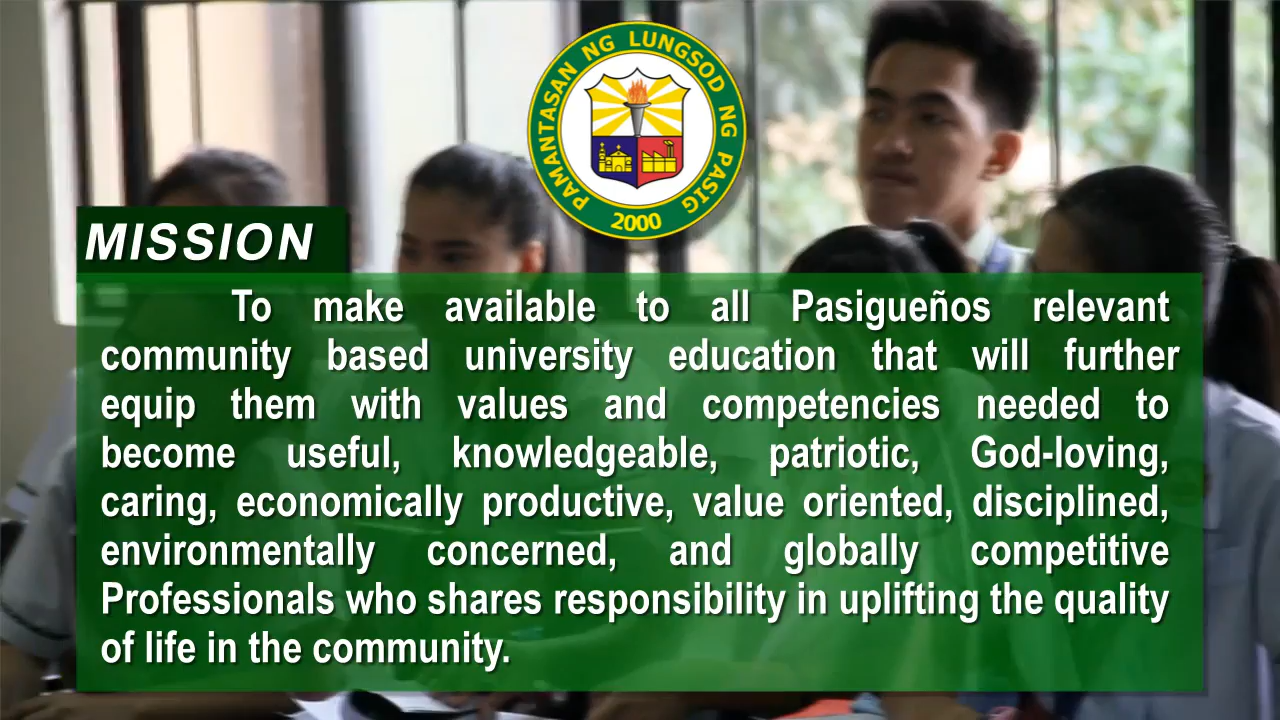 PAMANTASAN NG LUNGSOD NG PASIG
2000
MISSION
To make available to all Pasigueños relevant
community based university education that will further
equip them with values and competencies needed to
become useful, knowledgeable, patriotic, God-loving,
caring, economically productive, value oriented, disciplined,
environmentally concerned, and globally competitive
Professionals who shares responsibility in uplifting the quality
of life in the community.